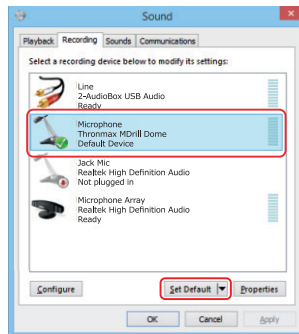 Sound
Playback Recording Sounds Communications
Select a recording device below to modify its settings:
Line
2-AudioBox USB Audio
Ready
Microphone
Thronmax MDrill Dome
Default Device
Jack Mic
Realtek High Definition Audio
Not plugged in
Microphone Array
Realtek High Definition Audio
Ready
Configure Set Default Properties
OK Cancel Apply